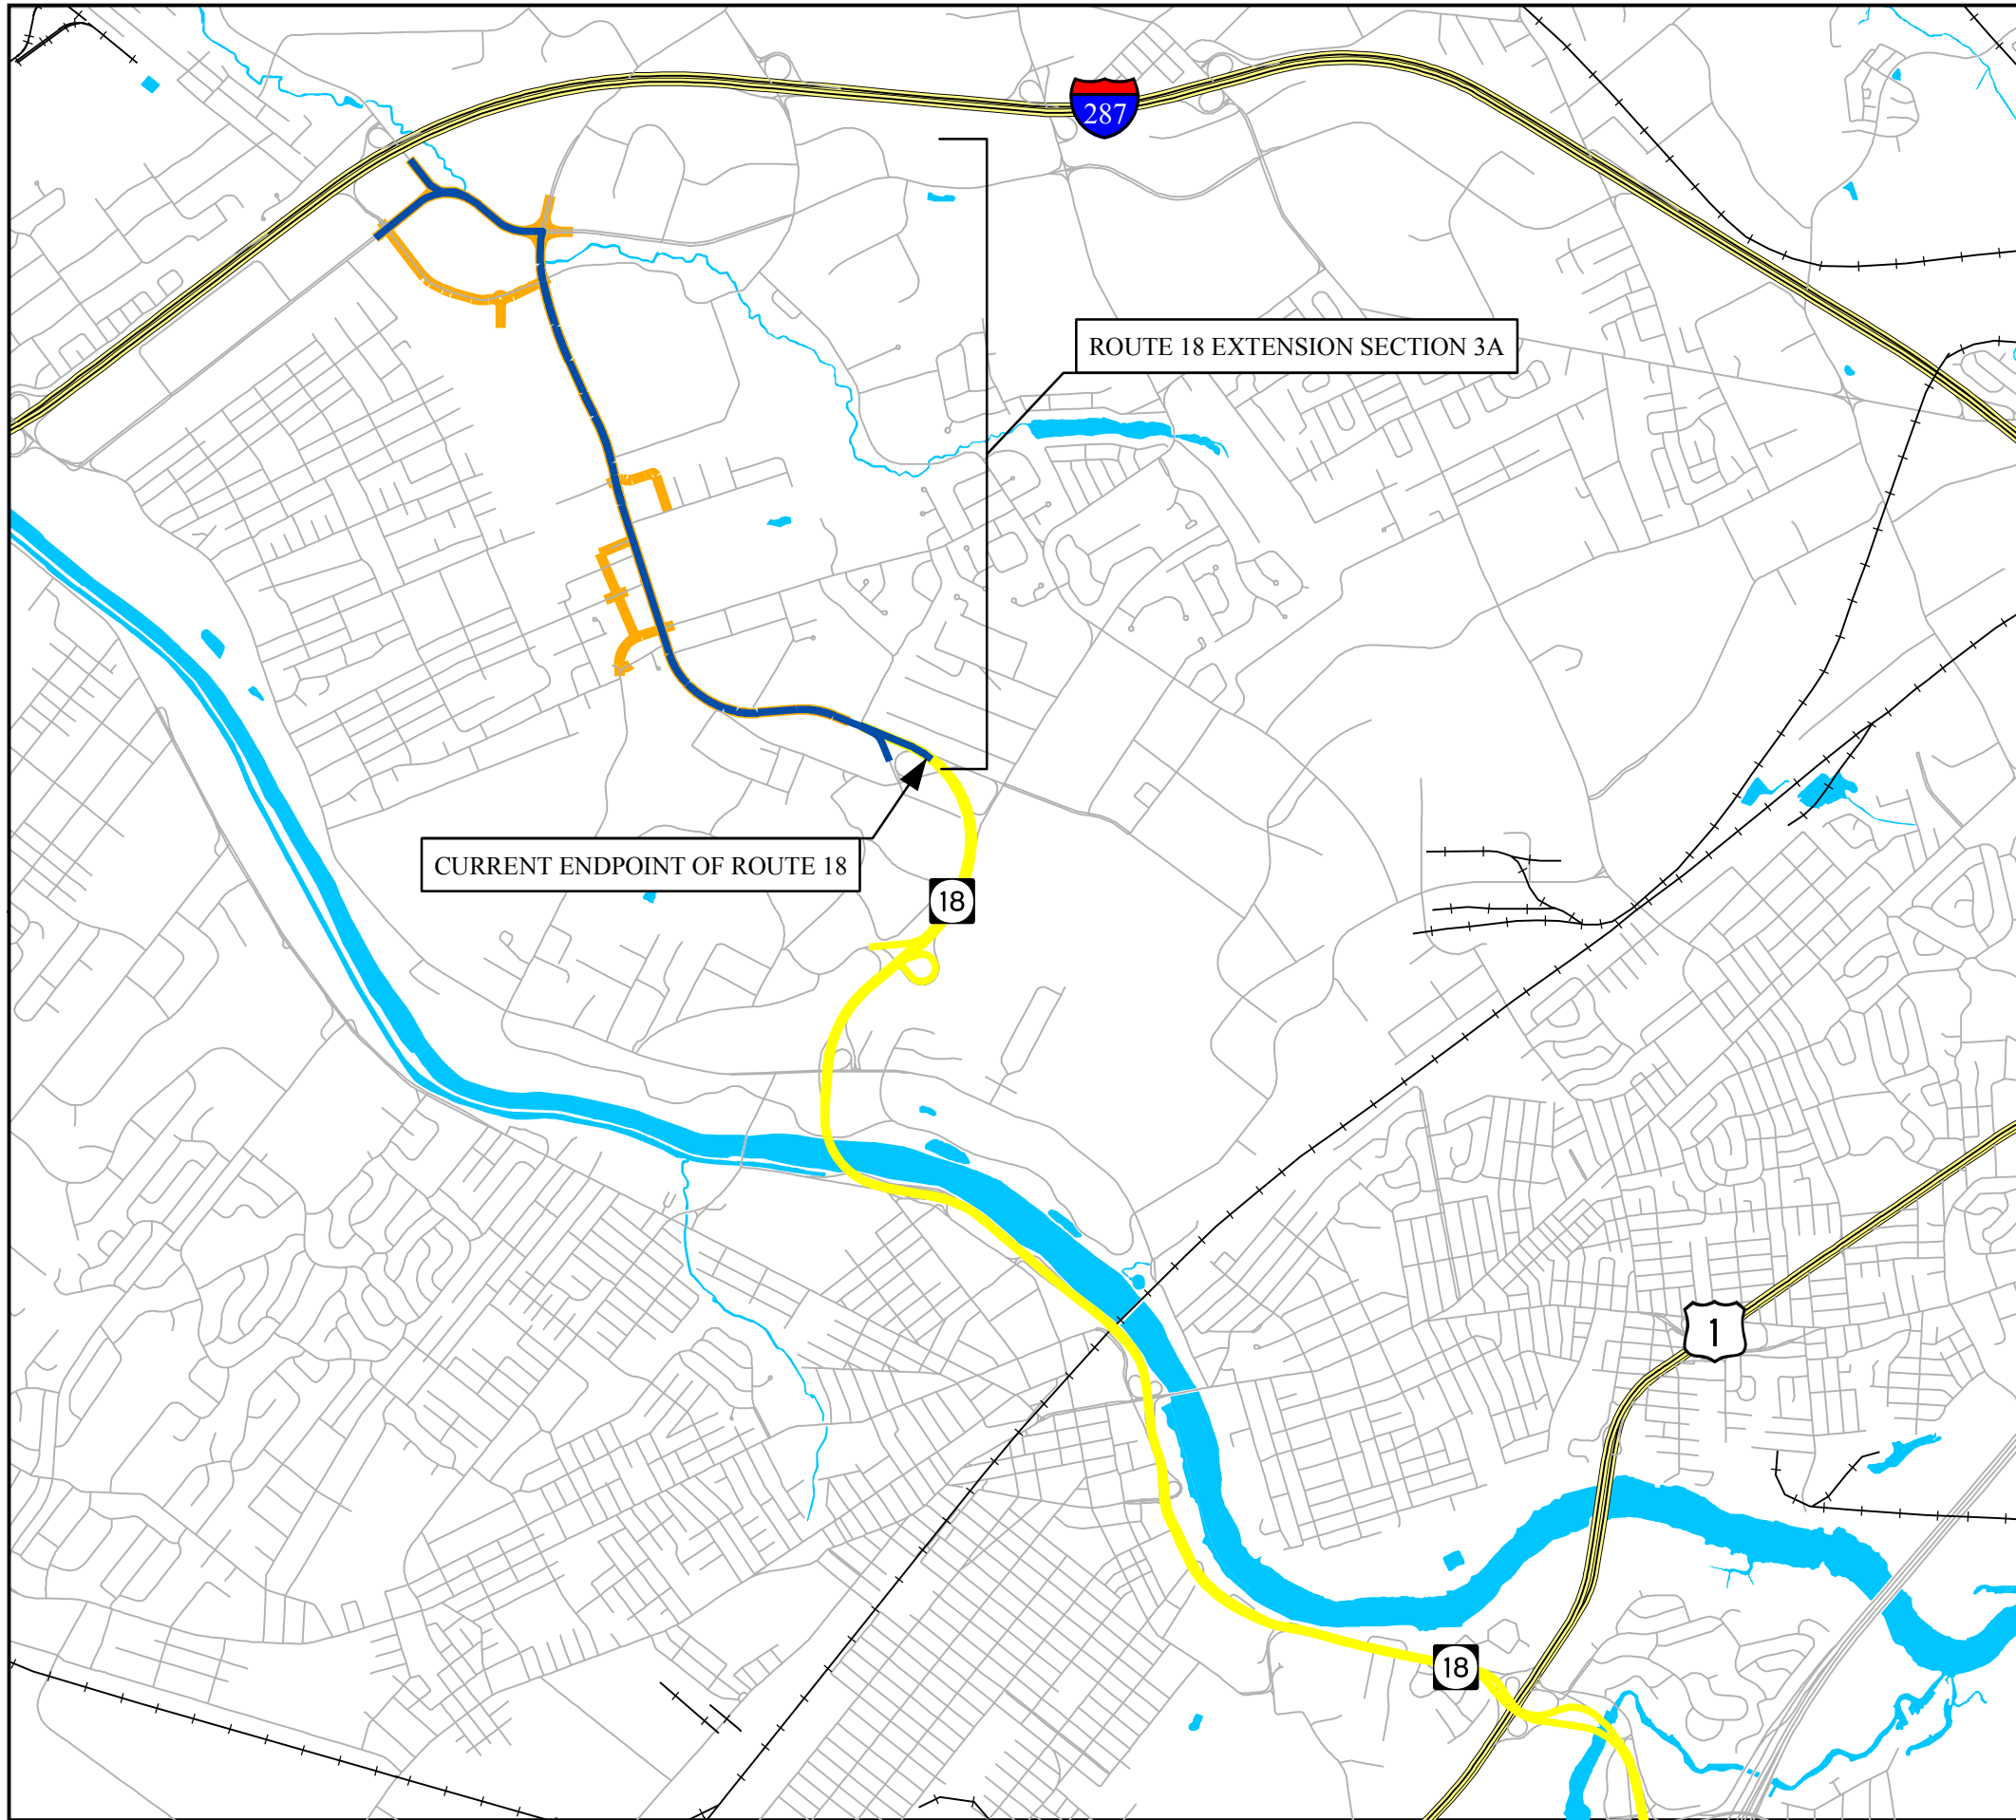 287
ROUTE 18 EXTENSION SECTION 3A
CURRENT ENDPOINT OF ROUTE 18
18
1
18